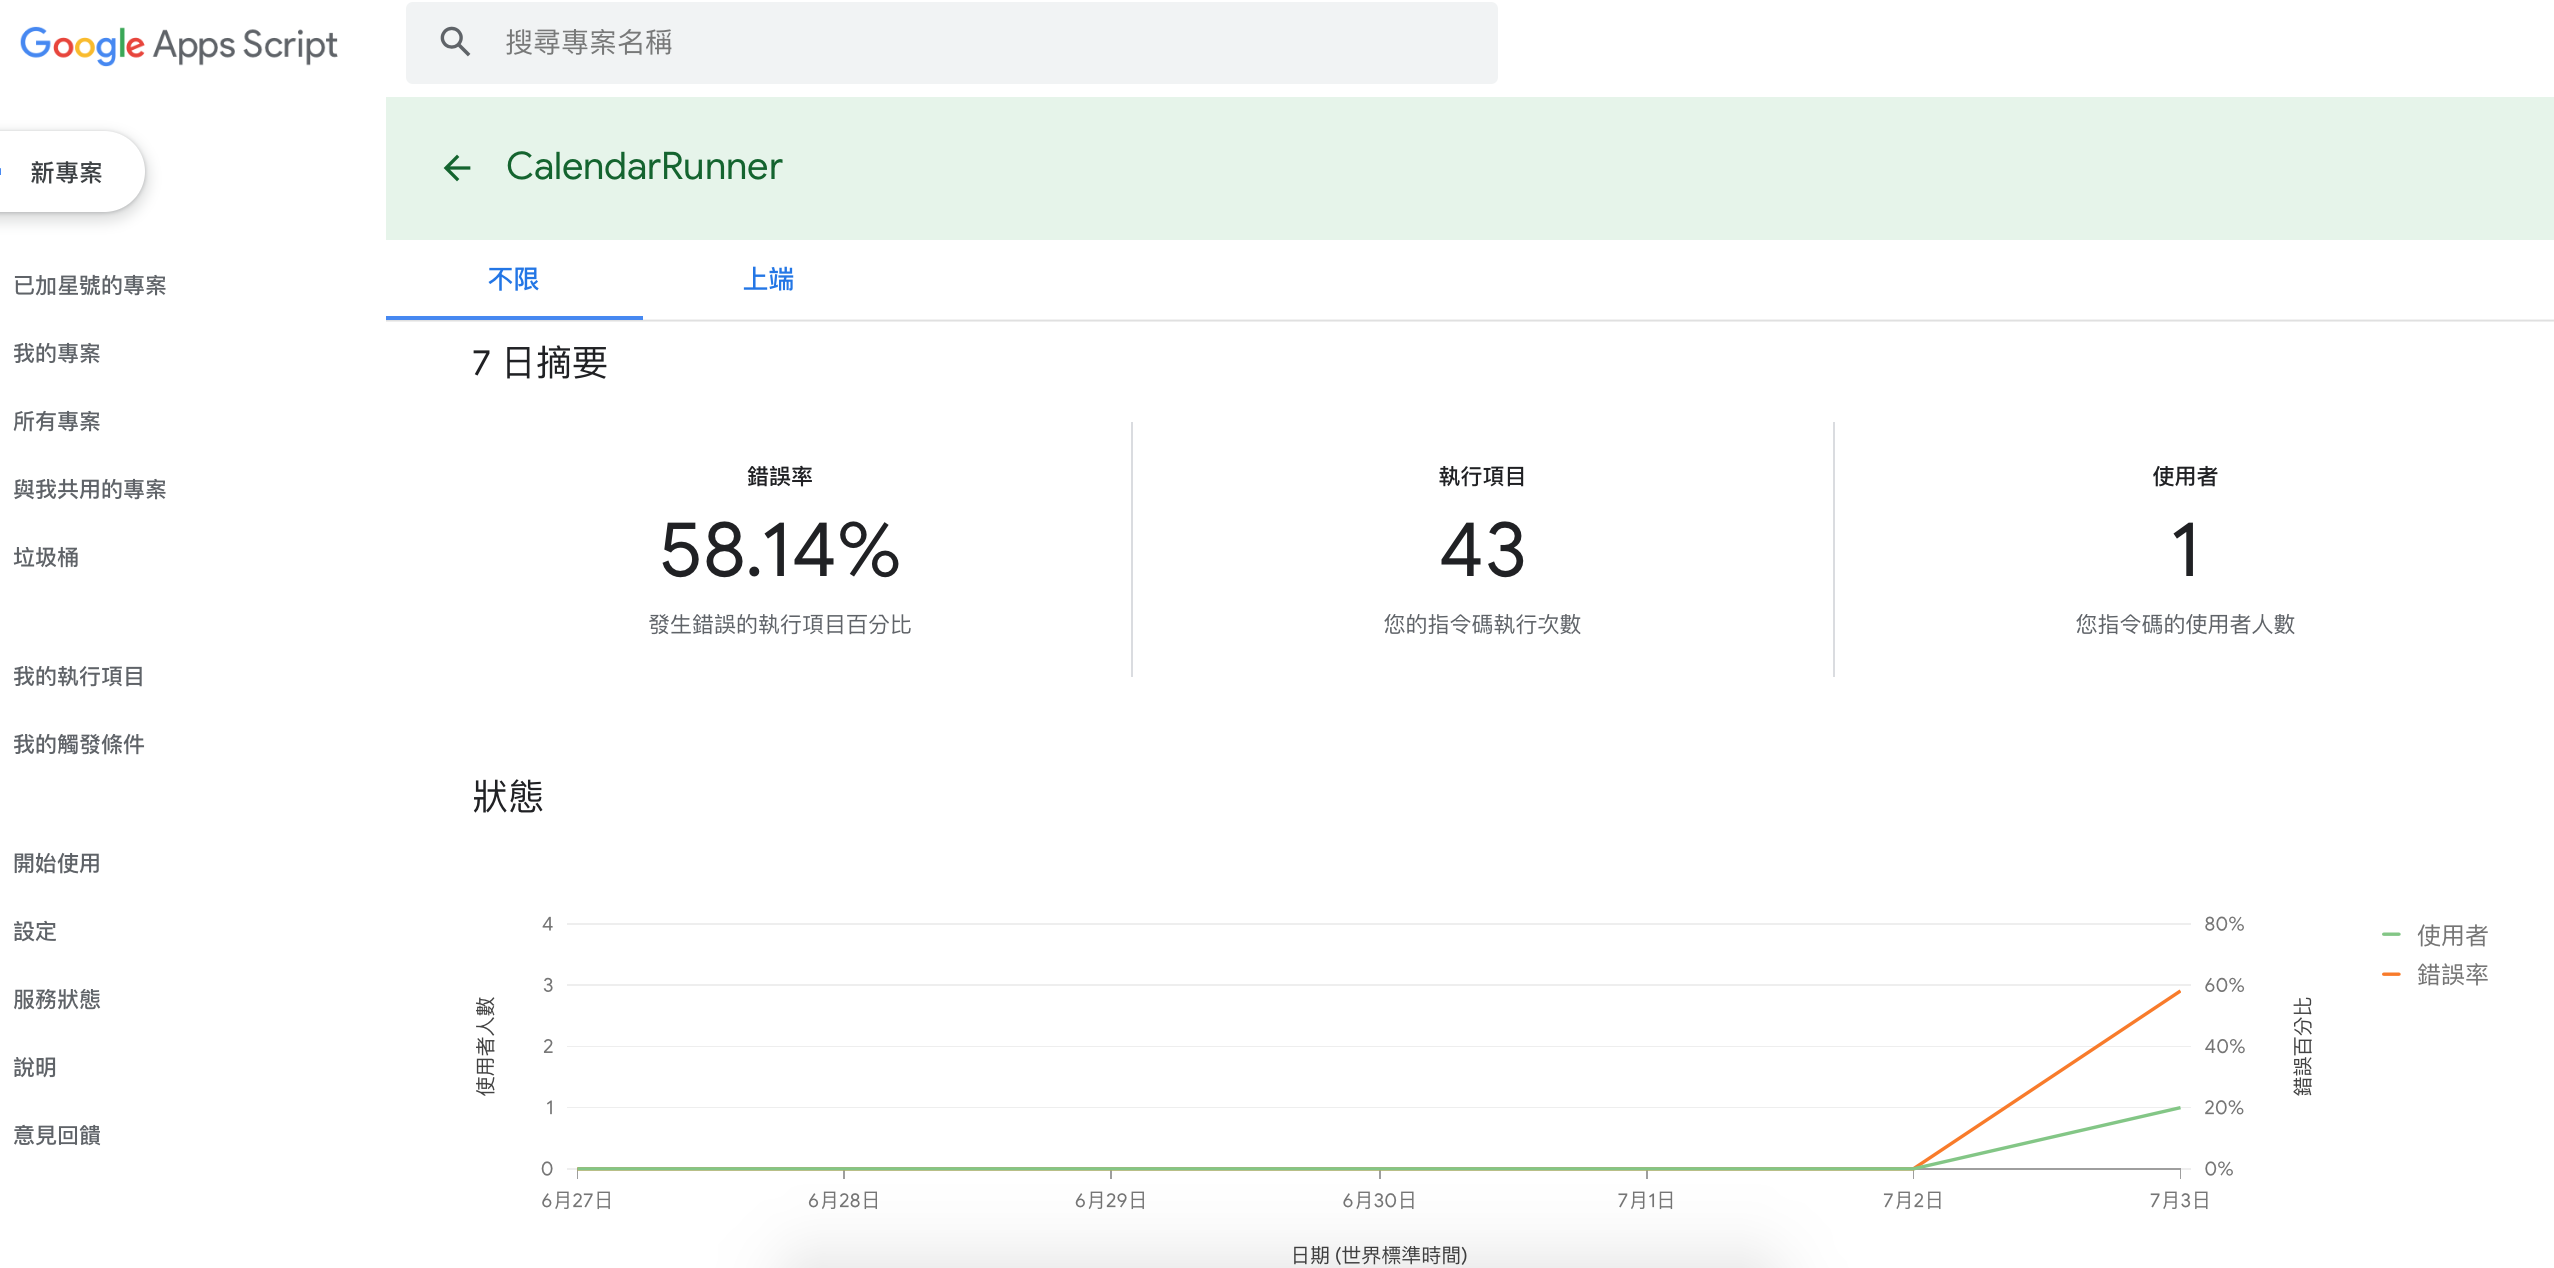 Google Apps Script
搜尋專案名稱
新專案
CalendarRunner
已加星號的專案
我的專案
所有專案
與我共用的專案
垃圾桶
我的執行項目
我的觸發條件
開始使用
設定
服務狀態
說明
意見回饋
不限
上端
7 日摘要
錯誤率
58.14%
發生錯誤的執行項目百分比
執行項目
43
您的指令碼執行次數
使用者
1
您指令碼的使用者人數
狀態
使用者人數
4
3
2
1
0
80%
60%
40%
20%
0%
錯誤百分比
使用者
錯誤率
6月27日
6月28日
6月29日
6月30日
7月1日
7月2日
7月3日
日期 (世界標準時間)